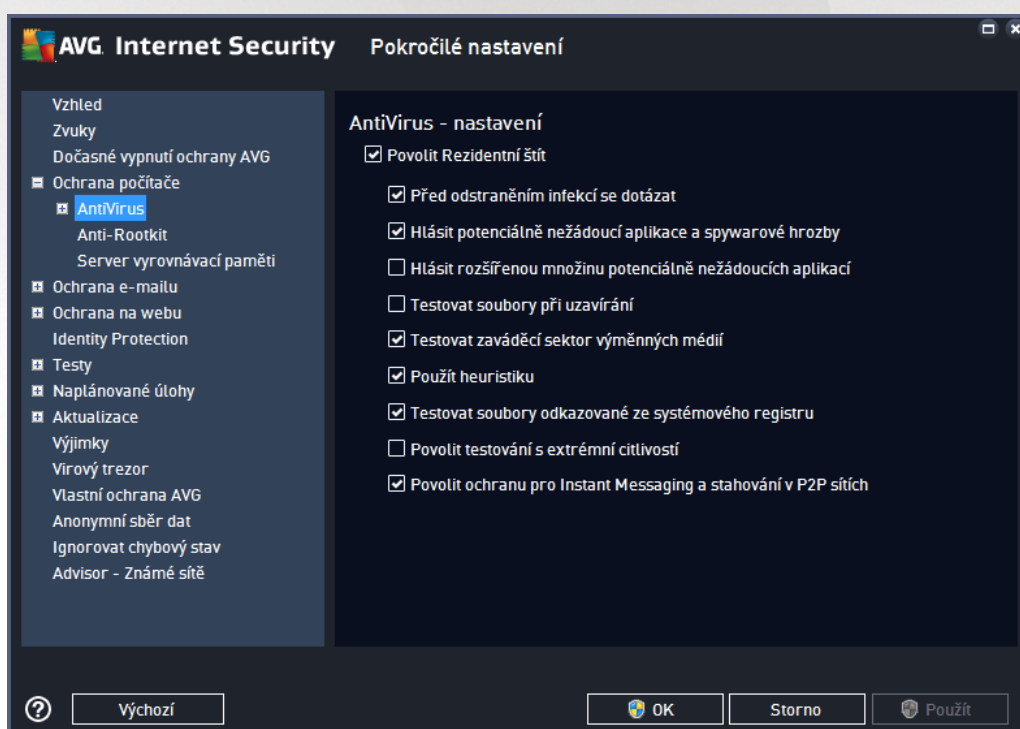 AVG. Internet Security Pokročilé nastavení
Vzhled
Zvuky
Dočasné vypnutí ochrany AVG
Ochrana počítače
AntiVirus
Anti-Rootkit
Server vyrovnávací paměti
Ochrana e-mailu
Ochrana na webu
Identity Protection
Testy
Naplánované úlohy
Aktualizace
Výjimky
Virový trezor
Vlastní ochrana AVG
Anonymní sběr dat
Ignorovat chybový stav
Advisor - Známé sítě
AntiVirus - nastavení
Povolit Rezidentní štít
Před odstraněním infekcí se dotázat
Hlásit potenciálně nežádoucí aplikace a spywarové hrozby
Hlásit rozšířenou množinu potenciálně nežádoucích aplikací
Testovat soubory při uzavírání
Testovat zaváděcí sektor výměnných médií
Použít heuristiku
Testovat soubory odkazované ze systémového registru
Povolit testování s extrémní citlivostí
Povolit ochranu pro Instant Messaging a stahování v P2P sítích
? Výchozí OK Storno Použít